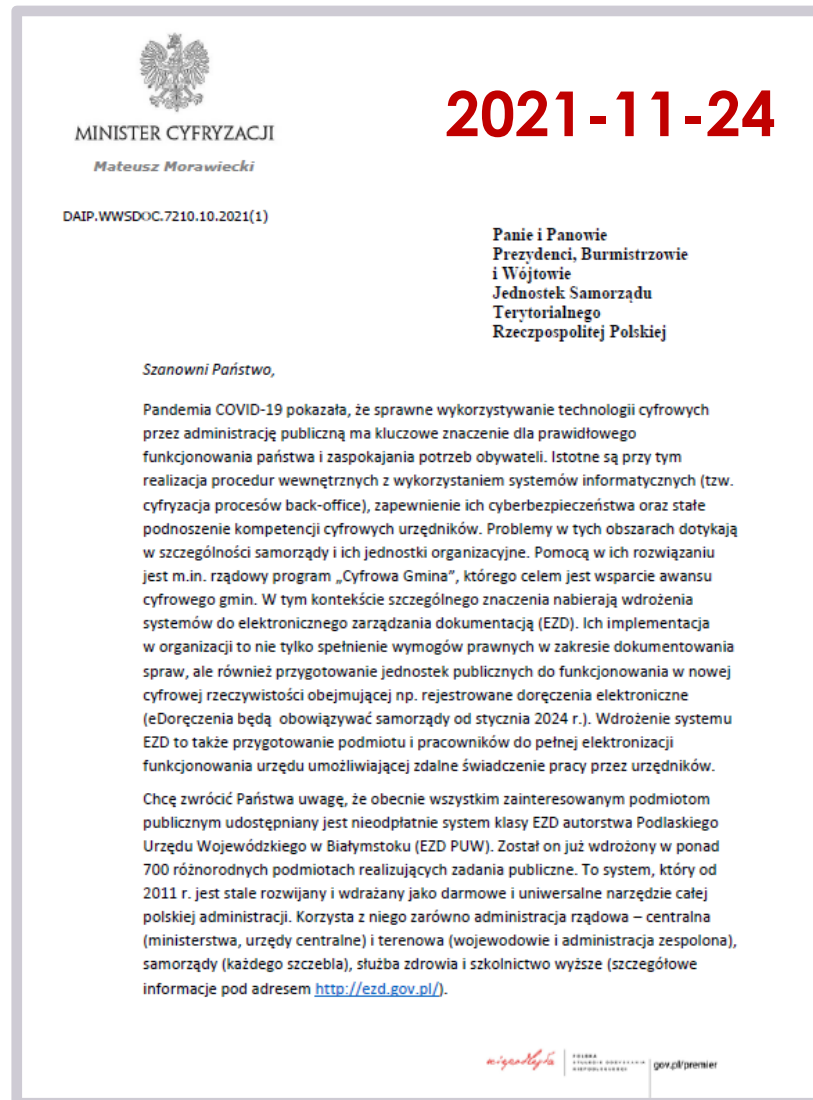 2021-11-24
MINISTER CYFRYZACJI
Mateusz Morawiecki
DAIP.WWSDOC.7210.10.2021(1)
Panie i Panowie
Prezydenci, Burmistrzowie
i Wójtowie
Jednostek Samorządu
Terytorialnego
Rzeczpospolitej Polskiej
Szanowni Państwo,
Pandemia COVID-19 pokazała, że sprawne wykorzystywanie technologii cyfrowych
przez administrację publiczną ma kluczowe znaczenie dla prawidłowego
funkcjonowania państwa i zaspokajania potrzeb obywateli. Istotne są przy tym
realizacja procedur wewnętrznych z wykorzystaniem systemów informatycznych (tzw.
cyfryzacja procesów back-office), zapewnienie ich cyberbezpieczeństwa oraz stałe
podnoszenie kompetencji cyfrowych urzędników. Problemy w tych obszarach dotykają
w szczególności samorządy i ich jednostki organizacyjne. Pomocą w ich rozwiązaniu
jest m.in. rządowy program „Cyfrowa Gmina”, którego celem jest wsparcie awansu
cyfrowego gmin. W tym kontekście szczególnego znaczenia nabierają wdrożenia
systemów do elektronicznego zarządzania dokumentacją (EZD). Ich implementacja
w organizacji to nie tylko spełnienie wymogów prawnych w zakresie dokumentowania
spraw, ale również przygotowanie jednostek publicznych do funkcjonowania w nowej
cyfrowej rzeczywistości obejmującej np. rejestrowane doręczenia elektroniczne
(eDoręczenia będą obowiązywać samorządy od stycznia 2024 r.). Wdrożenie systemu
EZD to także przygotowanie podmiotu i pracowników do pełnej elektronizacji
funkcjonowania urzędu umożliwiającej zdalne świadczenie pracy przez urzędników.
Chcę zwrócić Państwa uwagę, że obecnie wszystkim zainteresowanym podmiotom
publicznym udostępniany jest nieodpłatnie system klasy EZD autorstwa Podlaskiego
Urzędu Wojewódzkiego w Białymstoku (EZD PUW). Został on już wdrożony w ponad
700 różnorodnych podmiotach realizujących zadania publiczne. To system, który od
2011 r. jest stale rozwijany i wdrażany jako darmowe i uniwersalne narzędzie całej
polskiej administracji. Korzysta z niego zarówno administracja rządowa – centralna
(ministerstwa, urzędy centralne) i terenowa (wojewodowie i administracja zespolona),
samorządy (każdego szczebla), służba zdrowia i szkolnictwo wyższe (szczegółowe
informacje pod adresem http://ezd.gov.pl/).
niepodległa
gov.pl/premier